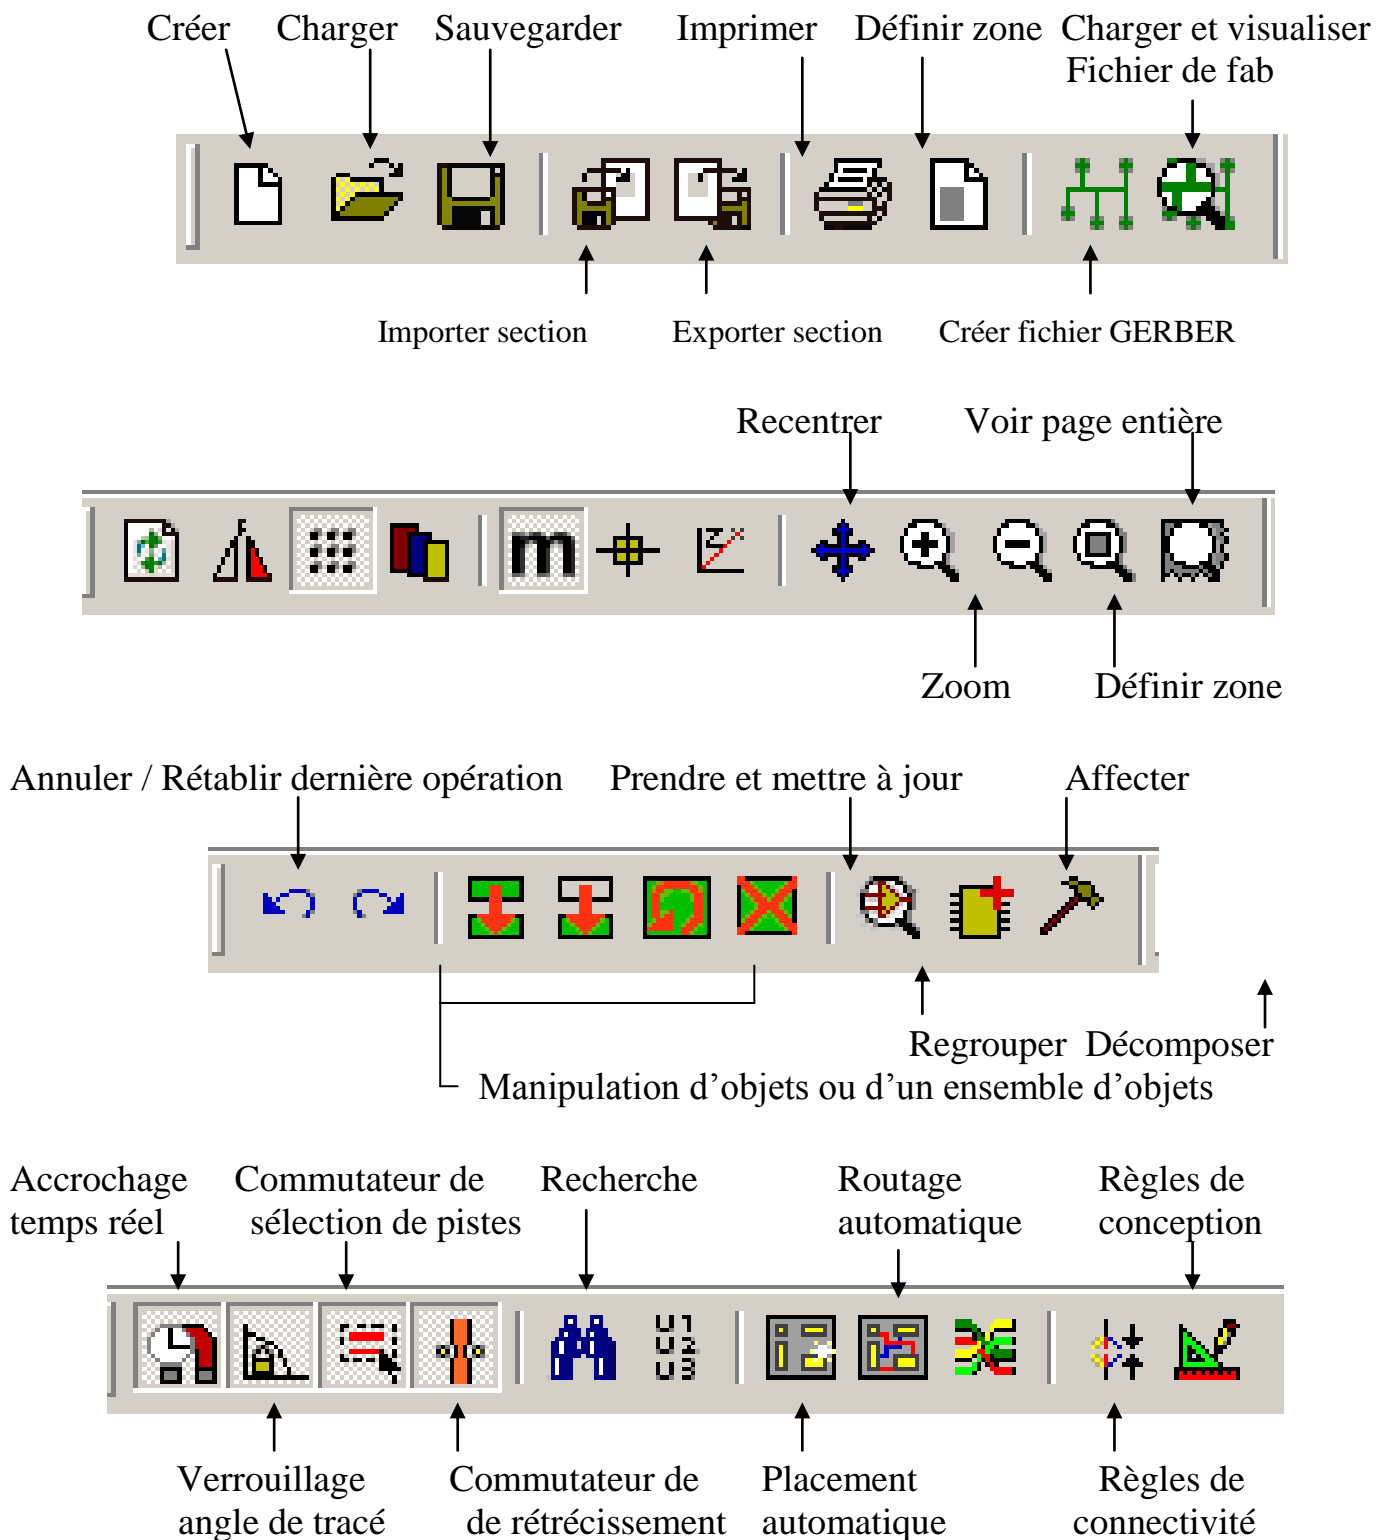 Créer Charger Sauvegarder Imprimer Définir zone Charger et visualiser
Fichier de fab
Importer section Exporter section Créer fichier GERBER
Recentrer Voir page entière
m
Zoom Définir zone
Annuler / Rétablir dernière opération Prendre et mettre à jour Affecter
Regrouper Décomposer
Manipulation d’objets ou d’un ensemble d’objets
Accrochage Commutateur de Recherche Routage Règles de
temps réel sélection de pistes automatique conception
U1
U2
U3
Verrouillage Commutateur de Placement Règles de
angle de tracé de rétrécissement automatique connectivité